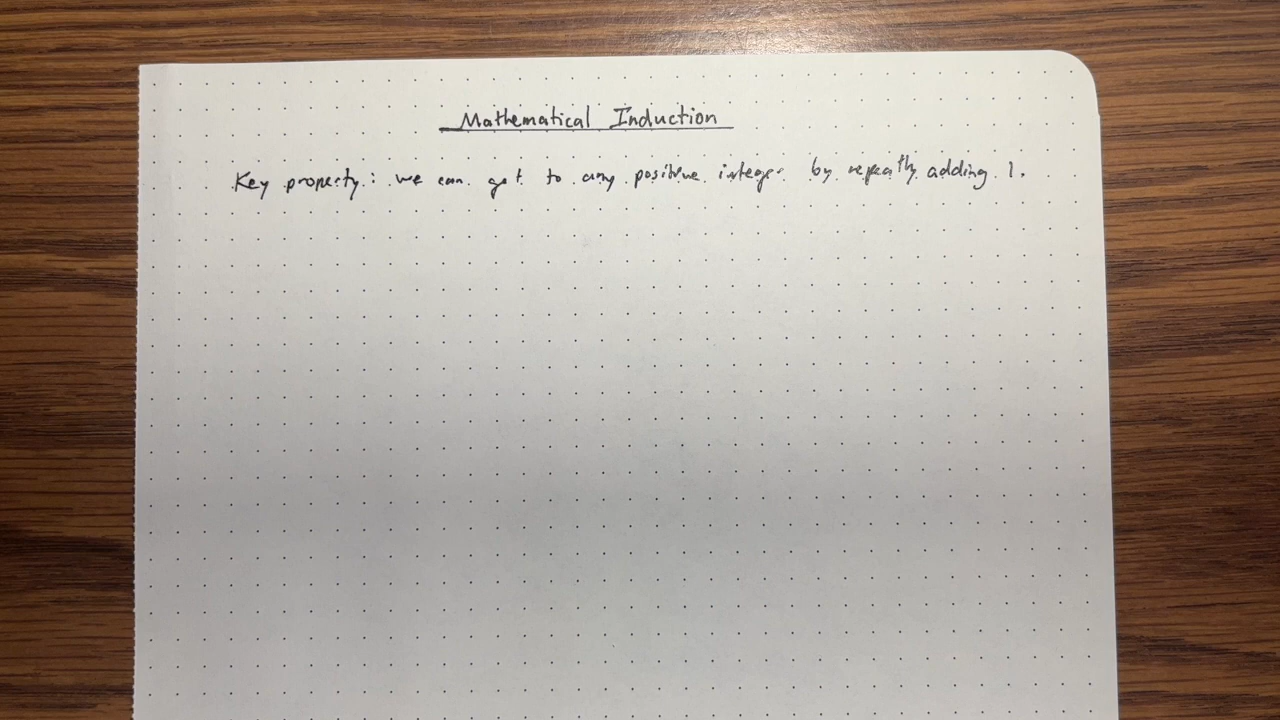 Mathematical Induction
Key property: we can get to any positive integer by repeatly adding 1.